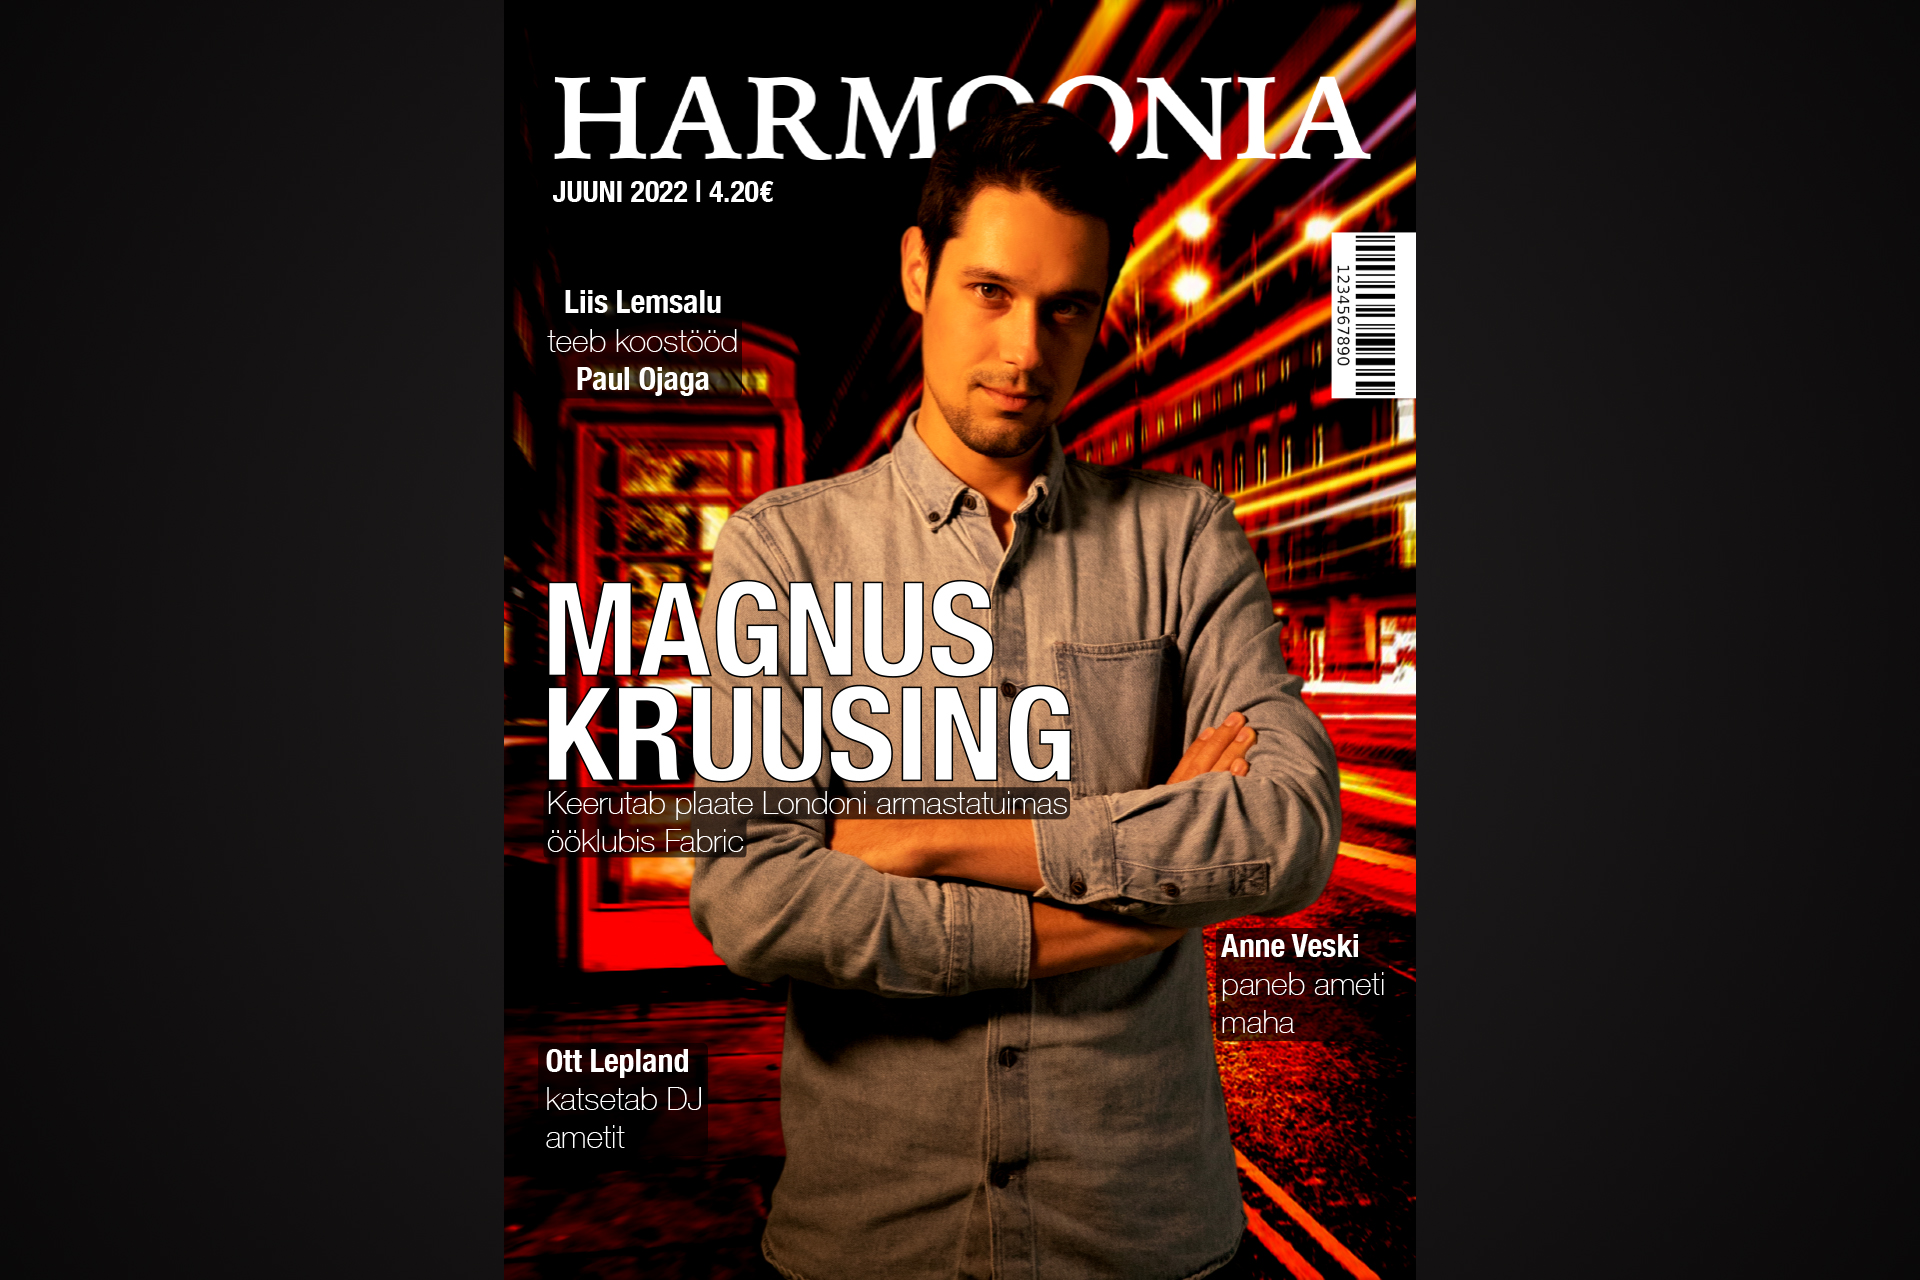 HARMOONIA
JUUNI 2022 | 4.20€
1234567890
Liis Lemsalu
teeb koostööd
Paul Ojaga
MAGNUS
KRUUSING
Keerutab plaate Londoni armastatuimas
ööklubis Fabric
Anne Veski
paneb ameti
maha
Ott Lepland
katsetab DJ
ametit